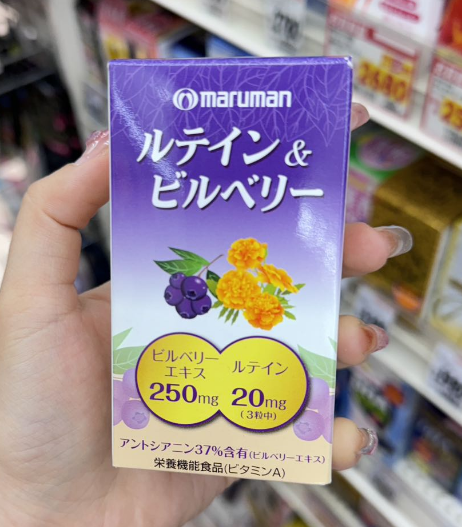 maruman
ルテイン&
ビルベリー
ビルベリー
エキス
250mg
ルテイン
20mg
(3粒中)
アントシアニン37%含有(ビルベリーエキス)
栄養機能食品(ビタミンA)